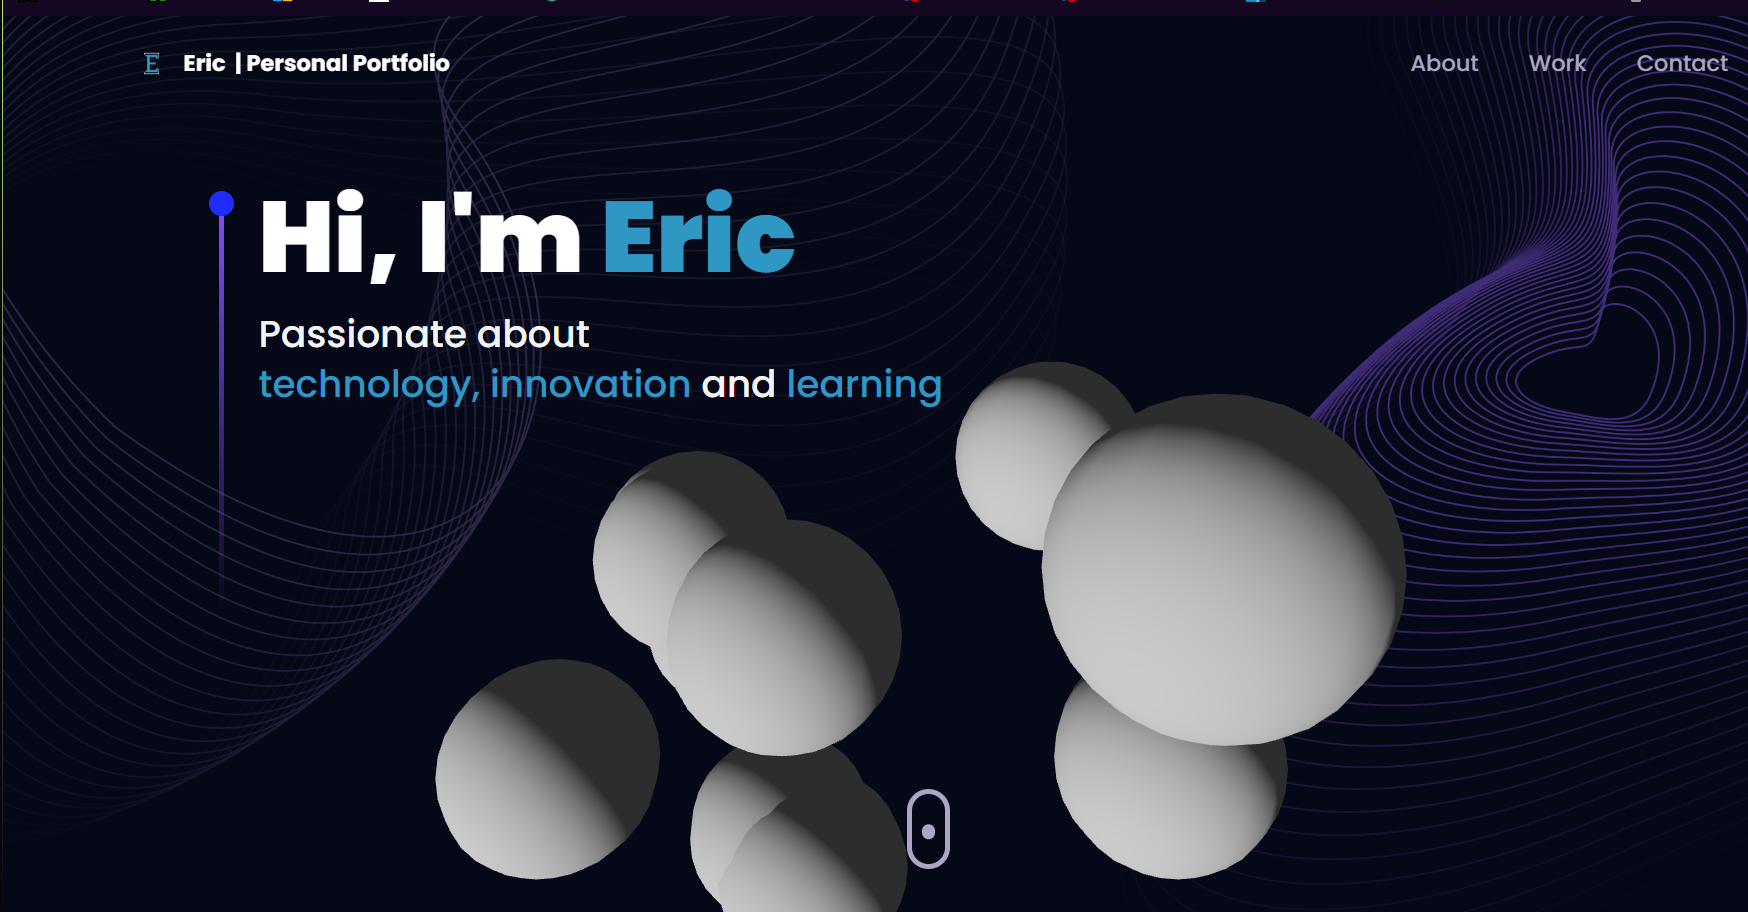 E Eric | Personal Portfolio
About Work Contact
Hi, I'm Eric
Passionate about
technology, innovation and learning